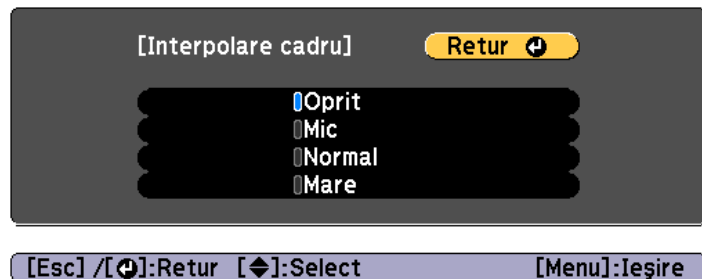 [Interpolare cadru] Retur
Oprit
Mic
Normal
Mare
[Esc] /[]:Retur []:Select [Menu]:Ieşire